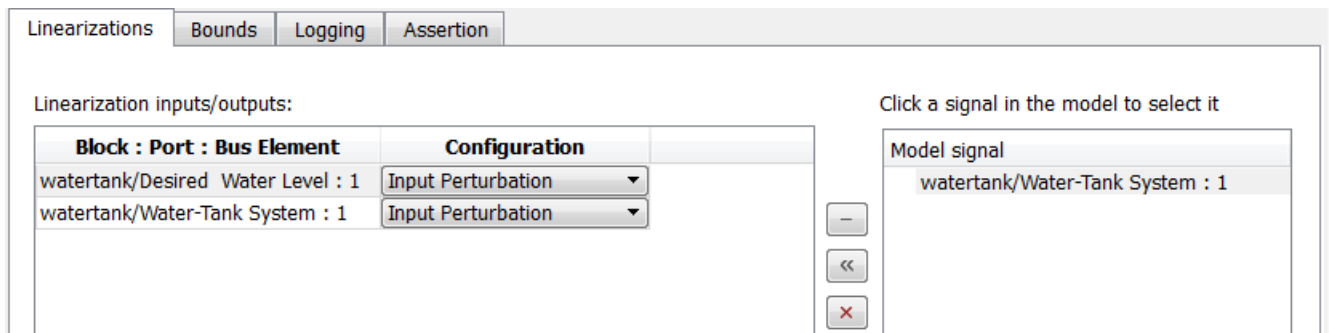 Linearizations Bounds Logging Assertion
Linearization inputs/outputs: Click a signal in the model to select it
Block : Port : Bus Element Configuration Model signal
watertank/Desired  Water Level : 1 Input Perturbation watertank/Water-Tank System : 1
watertank/Water-Tank System : 1 Input Perturbation